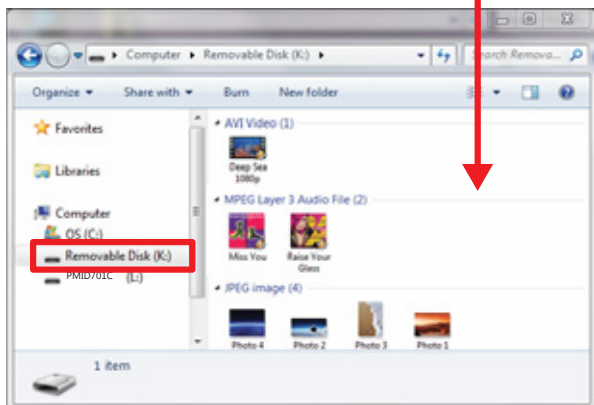 Computer ▸ Removable Disk (K:) ▸
Search Remova...
Organize Share with Burn New folder
Favorites
Libraries
Computer
OS (C:)
Removable Disk (K:)
PMID701C (L:)
AVI Video (1)
Deep Sea
1080p
MPEG Layer 3 Audio File (2)
Miss You
Raise Your
Glass
JPEG image (4)
Photo 4
Photo 2
Photo 3
Photo 1
1 item